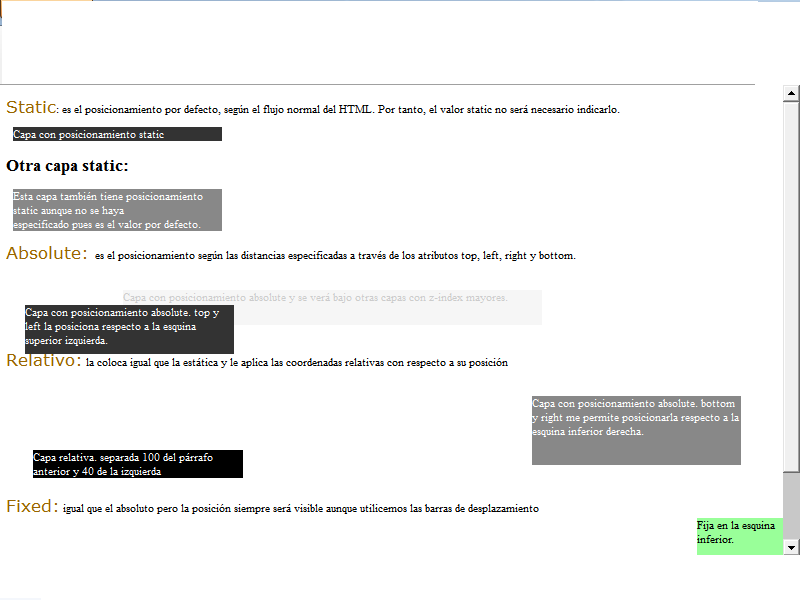 Static: es el posicionamiento por defecto, según el flujo normal del HTML. Por tanto, el valor static no será necesario indicarlo.
Capa con posicionamiento static
Otra capa static:
Esta capa también tiene posicionamiento
static aunque no se haya
especificado pues es el valor por defecto.
Absolute: es el posicionamiento según las distancias especificadas a través de los atributos top, left, right y bottom.
Capa con posicionamiento absolute y se verá bajo otras capas con z-index mayores.
Capa con posicionamiento absolute. top y
left la posiciona respecto a la esquina
superior izquierda.
Relativo: la coloca igual que la estática y le aplica las coordenadas relativas con respecto a su posición
Capa con posicionamiento absolute. bottom
y right me permite posicionarla respecto a la
esquina inferior derecha.
Capa relativa. separada 100 del párrafo
anterior y 40 de la izquierda
Fixed: igual que el absoluto pero la posición siempre será visible aunque utilicemos las barras de desplazamiento
Fija en la esquina
inferior.